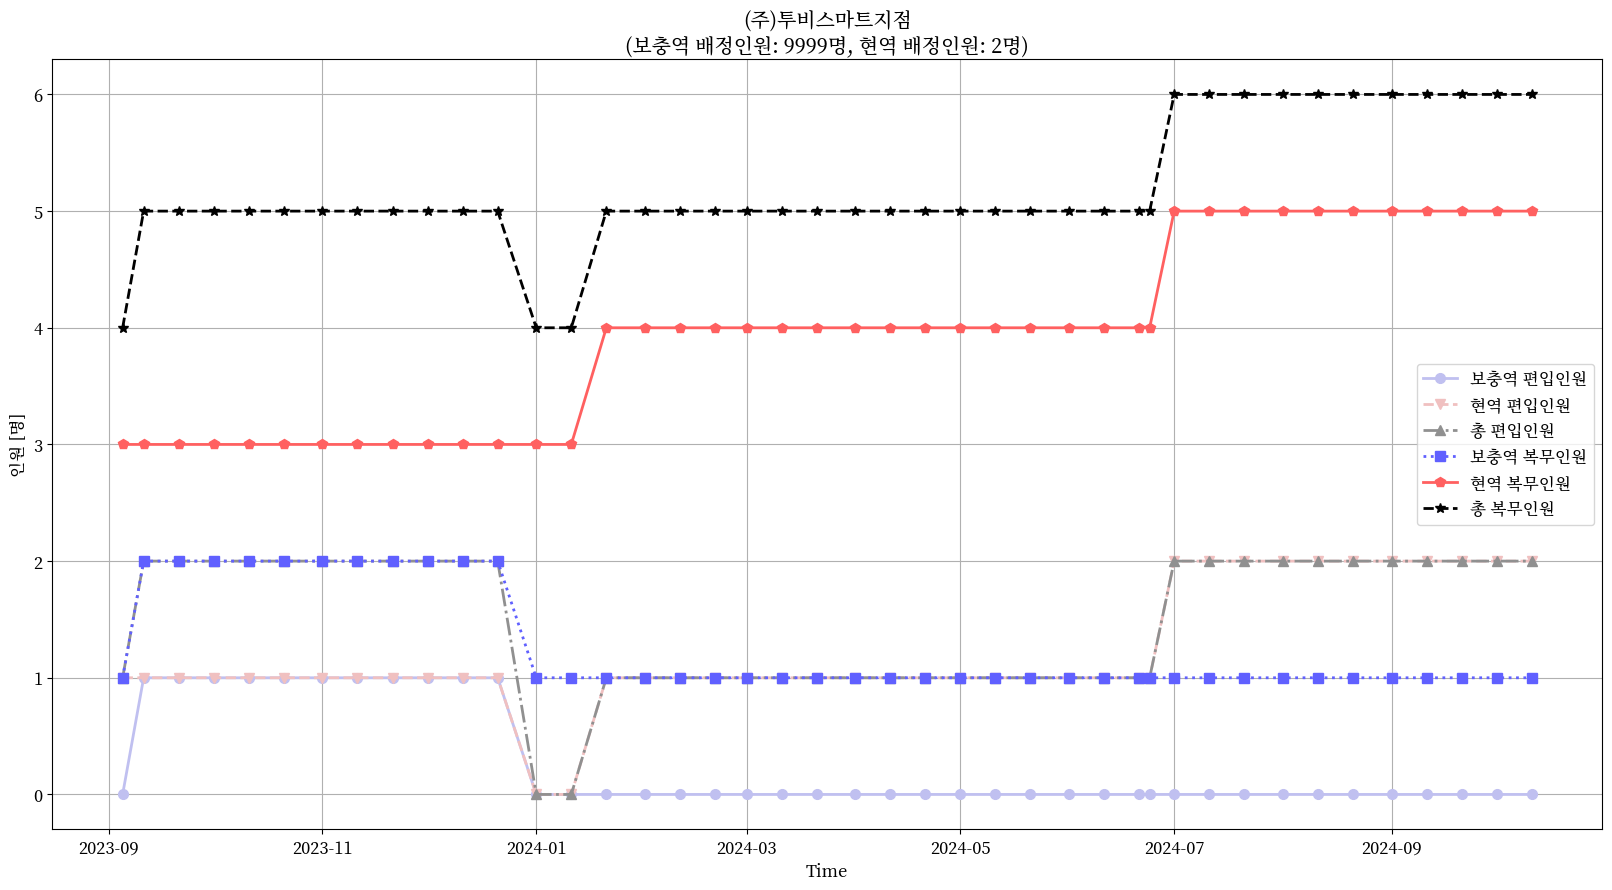 (주)투비스마트지점
(보충역 배정인원: 9999명, 현역 배정인원: 2명)
인원 [명]
6
5
4
3
2
1
0
보충역 편입인원
현역 편입인원
총 편입인원
보충역 복무인원
현역 복무인원
총 복무인원
2023-09
2023-11
2024-01
2024-03
2024-05
2024-07
2024-09
Time